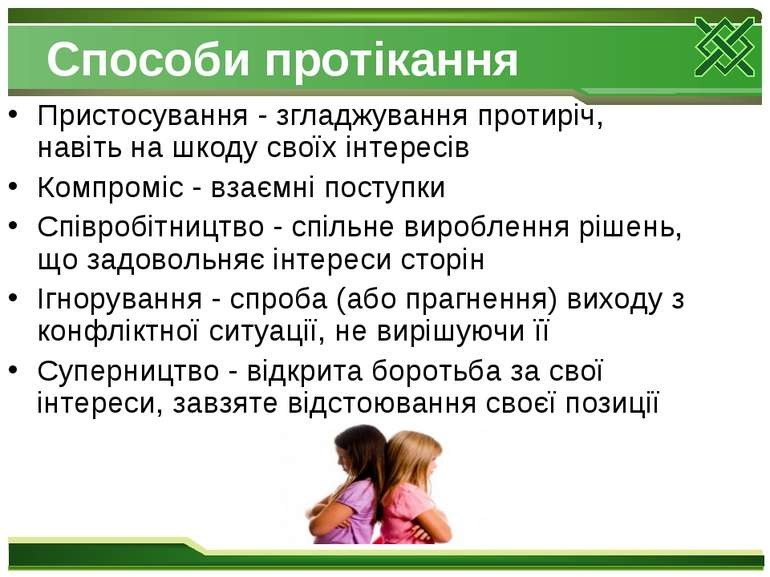 Способи протікання
• Пристосування - згладжування протиріч,
навіть на шкоду своїх інтересів
• Компроміс - взаємні поступки
• Співробітництво - спільне вироблення рішень,
що задовольняє інтереси сторін
• Ігнорування - спроба (або прагнення) виходу з
конфліктної ситуації, не вирішуючи її
• Суперництво - відкрита боротьба за свої
інтереси, завзяте відстоювання своєї позиції